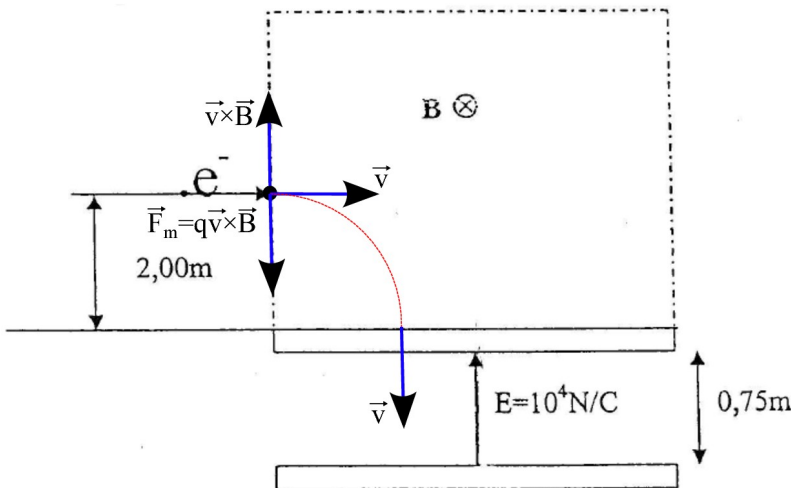 B ⊗
v⃗×B⃗
e⁻
v⃗
F⃗ₘ=qv⃗×B⃗
2,00m
v⃗
E=10⁴N/C
0,75m